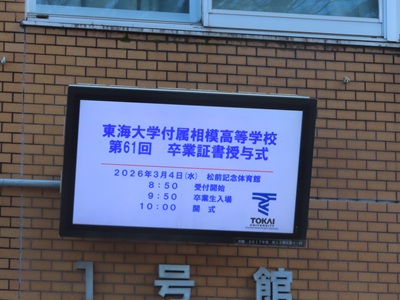 東海大学付属相模高等学校
第61回 卒業証書授与式
2026年3月4日(水) 松前記念体育館
8:50 受付開始
9:50 卒業生入場
10:00 開式
TOKAI
UNIVERSITY
1号館